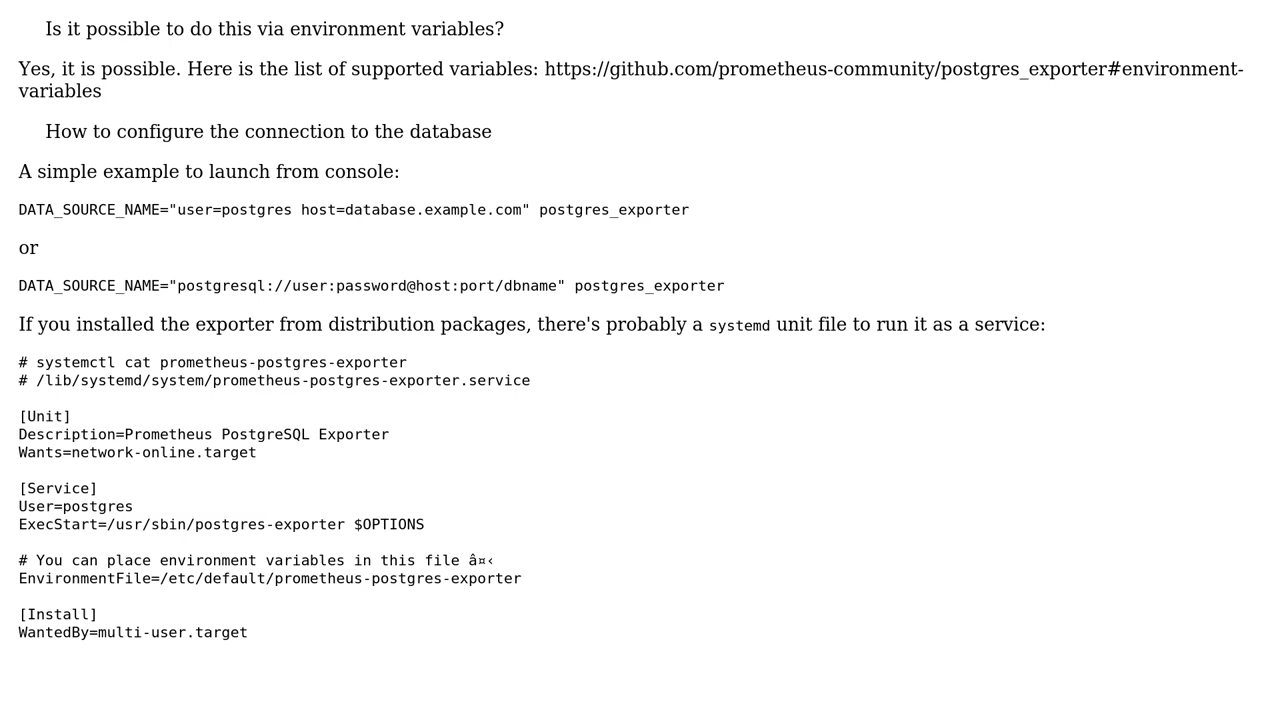 Is it possible to do this via environment variables?
Yes, it is possible. Here is the list of supported variables: https://github.com/prometheus-community/postgres_exporter#environment-
variables
How to configure the connection to the database
A simple example to launch from console:
DATA_SOURCE_NAME="user=postgres host=database.example.com" postgres_exporter
or
DATA_SOURCE_NAME="postgresql://user:password@host:port/dbname" postgres_exporter
If you installed the exporter from distribution packages, there's probably a systemd unit file to run it as a service:
# systemctl cat prometheus-postgres-exporter
# /lib/systemd/system/prometheus-postgres-exporter.service
[Unit]
Description=Prometheus PostgreSQL Exporter
Wants=network-online.target
[Service]
User=postgres
ExecStart=/usr/sbin/postgres-exporter $OPTIONS
# You can place environment variables in this file â¤‹
EnvironmentFile=/etc/default/prometheus-postgres-exporter
[Install]
WantedBy=multi-user.target